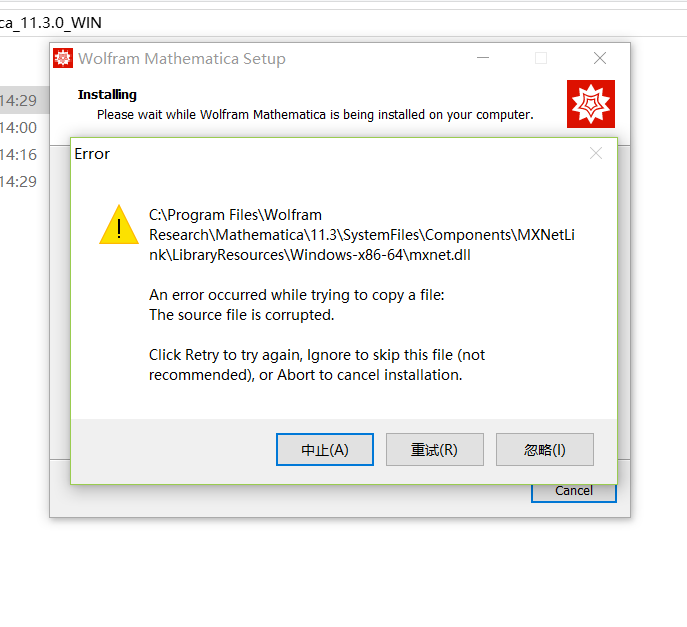 ca_11.3.0_WIN
Wolfram Mathematica Setup
Installing
14:29
Please wait while Wolfram Mathematica is being installed on your computer.
14:00
14:16
Error
14:29
C:\Program Files\Wolfram
Research\Mathematica\11.3\SystemFiles\Components\MXNetLi
nk\LibraryResources\Windows-x86-64\mxnet.dll
An error occurred while trying to copy a file:
The source file is corrupted.
Click Retry to try again, Ignore to skip this file (not
recommended), or Abort to cancel installation.
中止(A) 重试(R) 忽略(I)
Cancel